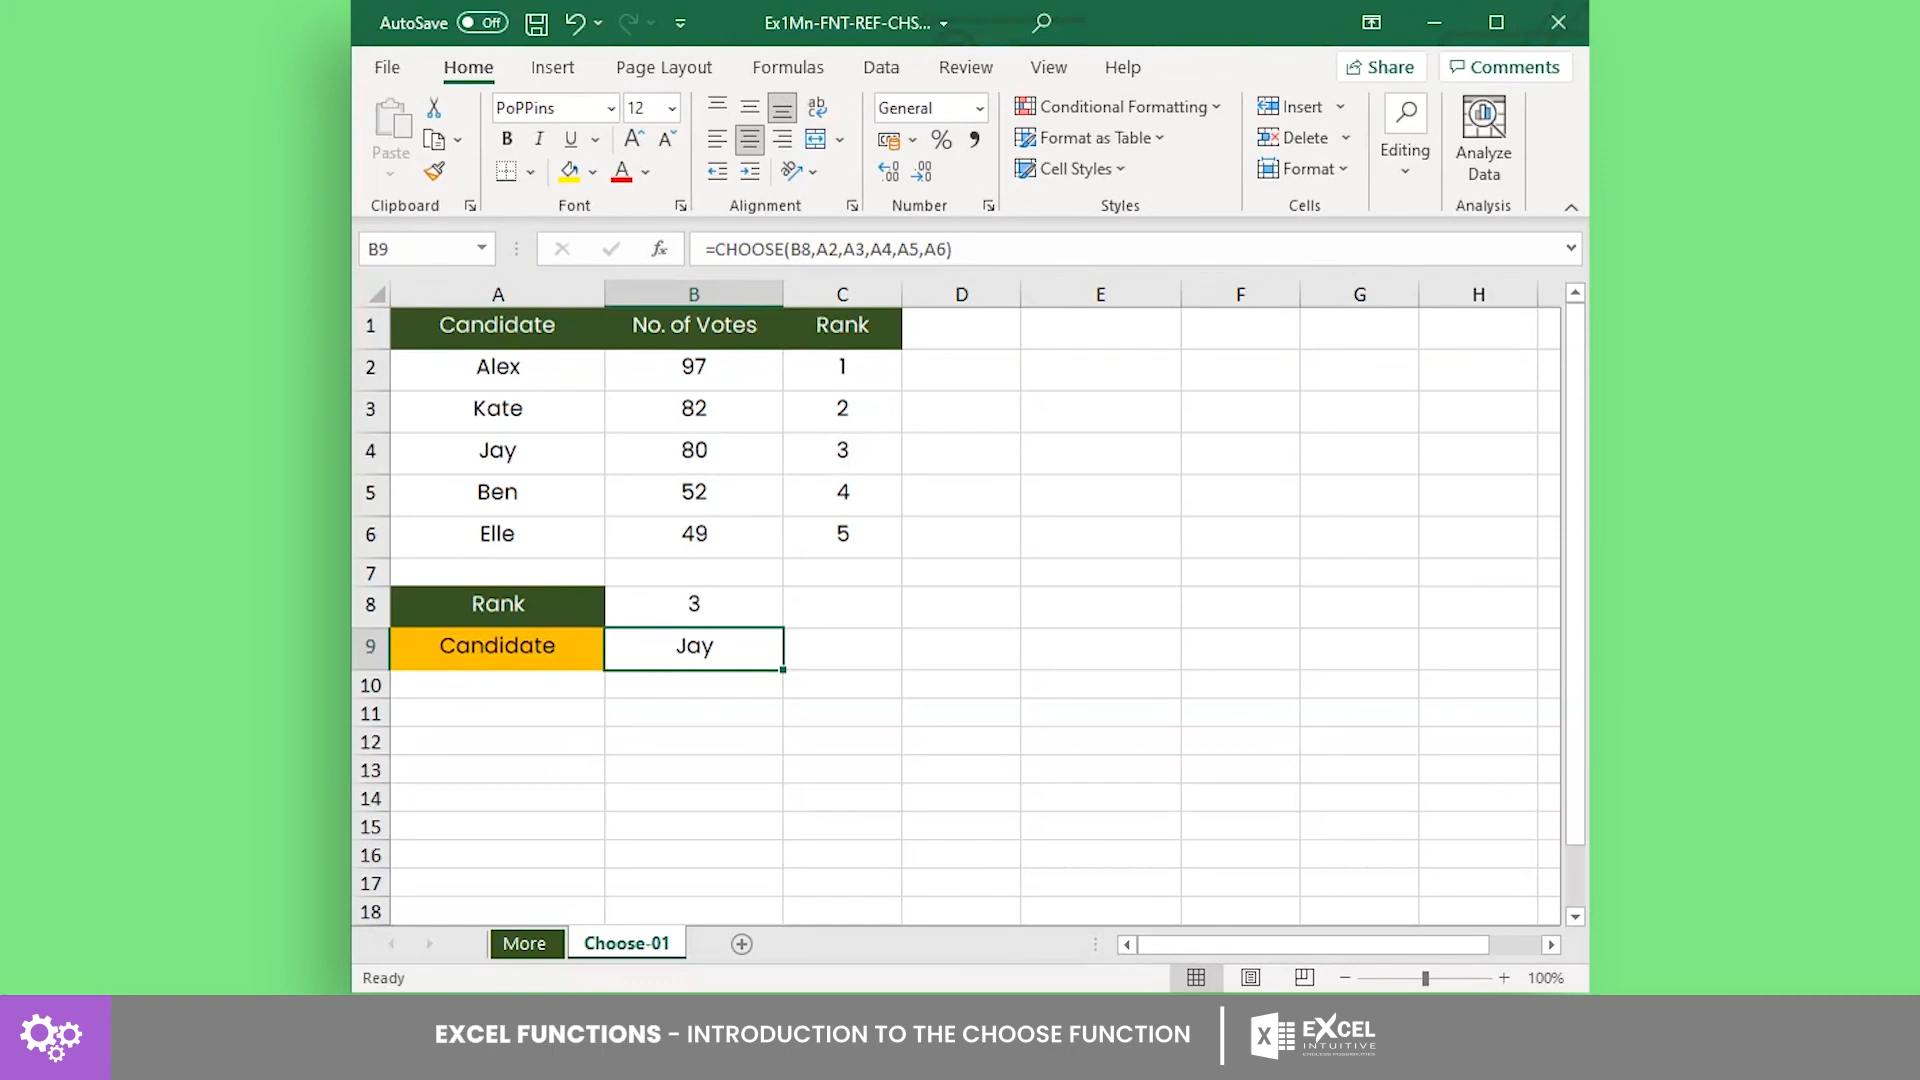 AutoSave Off Ex1Mn-FNT-REF-CHS...
File Home Insert Page Layout Formulas Data Review View Help Share Comments
Paste
Clipboard
PoPPins 12
B I U A A
A
Font
ab
Alignment
General
% ,
Number
Conditional Formatting
Format as Table
Cell Styles
Styles
Insert
Delete
Format
Cells
Editing
Analyze
Data
Analysis
B9 fx =CHOOSE(B8,A2,A3,A4,A5,A6)
A B C D E F G H
1 Candidate No. of Votes Rank
2 Alex 97 1
3 Kate 82 2
4 Jay 80 3
5 Ben 52 4
6 Elle 49 5
7
8 Rank 3
9 Candidate Jay
10
11
12
13
14
15
16
17
18
More Choose-01
Ready 100%
EXCEL FUNCTIONS - INTRODUCTION TO THE CHOOSE FUNCTION
X EXCEL
INTUITIVE
ENDLESS POSSIBILITIES